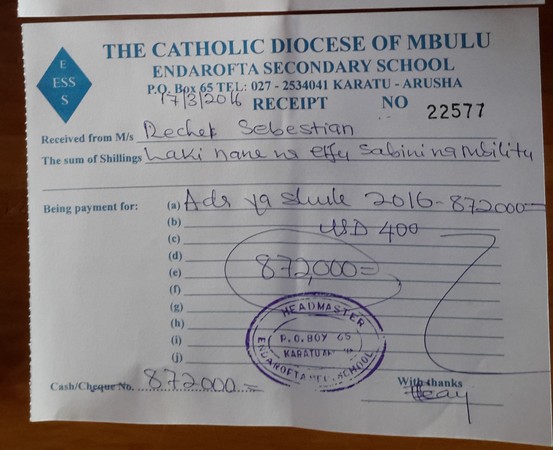 E
ESS
S
THE CATHOLIC DIOCESE OF MBULU
ENDAROFTA SECONDARY SCHOOL
P.O. Box 65 TEL: 027 - 2534041 KARATU - ARUSHA
17/3/2016 RECEIPT NO 22577
Received from M/s Rechek Sebestian
The sum of Shillings Laki nane na elfu sabini na mbili tu
Being payment for: (a) Ada ya shule 2016-872000=
(b) USD 400
(c)
(d)
(e) 872,000=
(f)
(g)
(h)
(i)
(j)
HEADMASTER
P.O. BOX 65
KARATU
ENDAROFTA SEC. SCHOOL
Cash/Cheque No. 872000=
With thanks